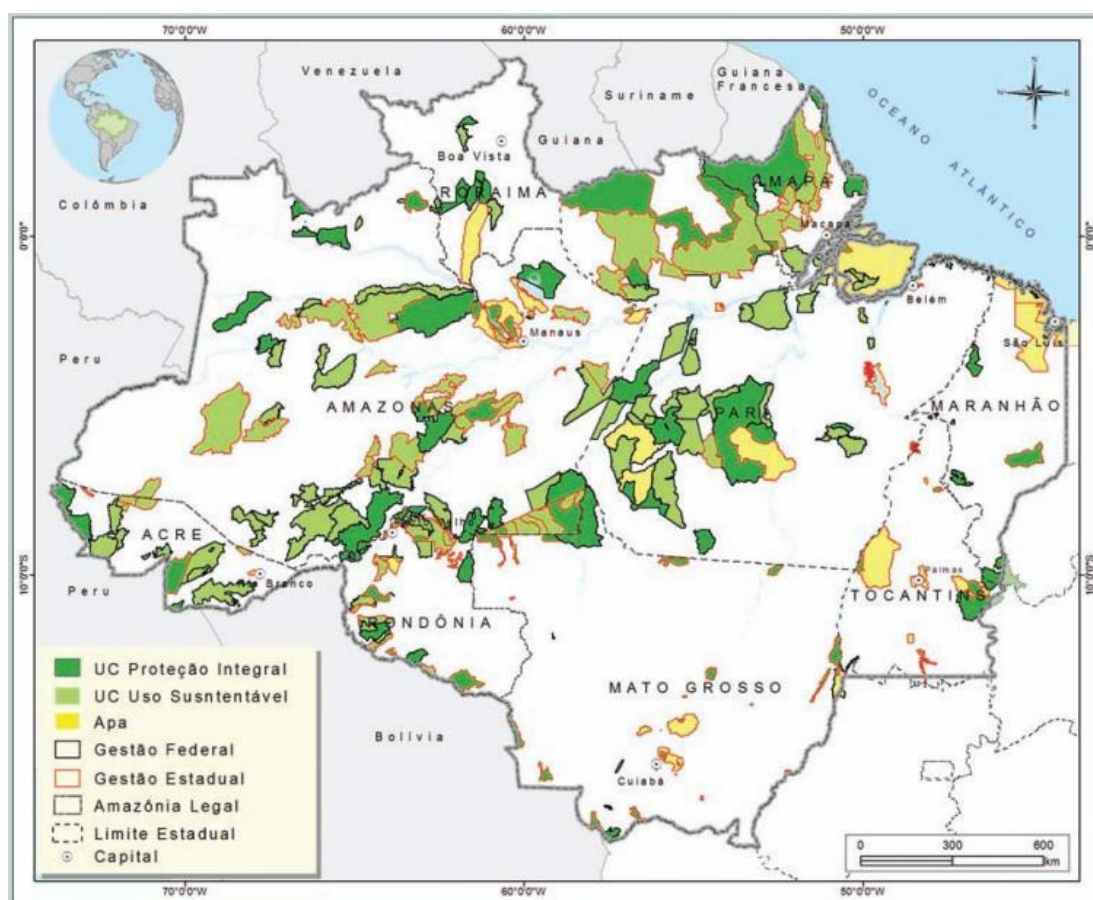 70°0'0"W
60°0'0"W
50°0'0"W
Venezuela
Suriname
Guiana
Francesa
Guiana
Colômbia
OCEANO ATLÂNTICO
N
S
E
Boa Vista
RORAIMA
AMAPÁ
Macapá
0°0'0"
0°0'0"
Belém
Manaus
São Luís
Peru
AMAZONAS
PARÁ
MARANHÃO
ACRE
Rio Branco
Peru
10°0'0"S
10°0'0"S
Palmas
TOCANTINS
RONDÔNIA
MATO GROSSO
Bolívia
Cuiabá
UC Proteção Integral
UC Uso Susntentável
Apa
Gestão Federal
Gestão Estadual
Amazônia Legal
Limite Estadual
Capital
0 300 600
km
70°0'0"W
60°0'0"W
50°0'0"W